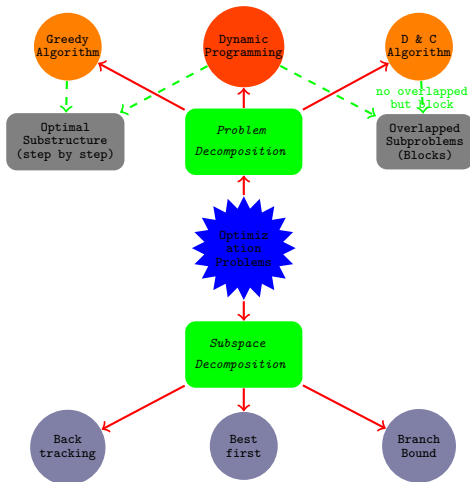 Greedy
Algorithm
Dynamic
Programming
D & C
Algorithm
no overlapped
but Block
Optimal
Substructure
(step by step)
Problem
Decomposition
Overlapped
Subproblems
(Blocks)
Optimiz
ation
Problems
Subspace
Decomposition
Back
tracking
Best
first
Branch
Bound